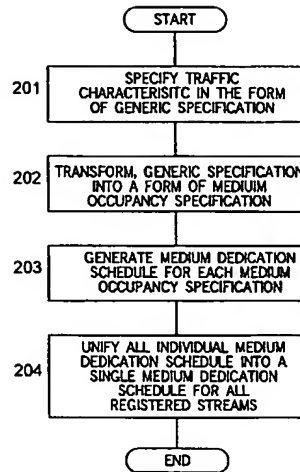 START
201
SPECIFY TRAFFIC
CHARACTERISITC IN THE FORM
OF GENERIC SPECIFICATION
202
TRANSFORM, GENERIC SPECIFICATION
INTO A FORM OF MEDIUIM
OCCUPANCY SPECIFICATION
203
GENERATE MEDIUM DEDICATION
SCHEDULE FOR EACH MEDIUM
OCCUPANCY SPECIFICATION
204
UNIFY ALL INDIVIDUAL MEDIUM
DEDICATION SCHEDULE INTO A
SINGLE MEDIUM DEDICATION
SCHEDULE FOR ALL
REGISTERED STREAMS
END